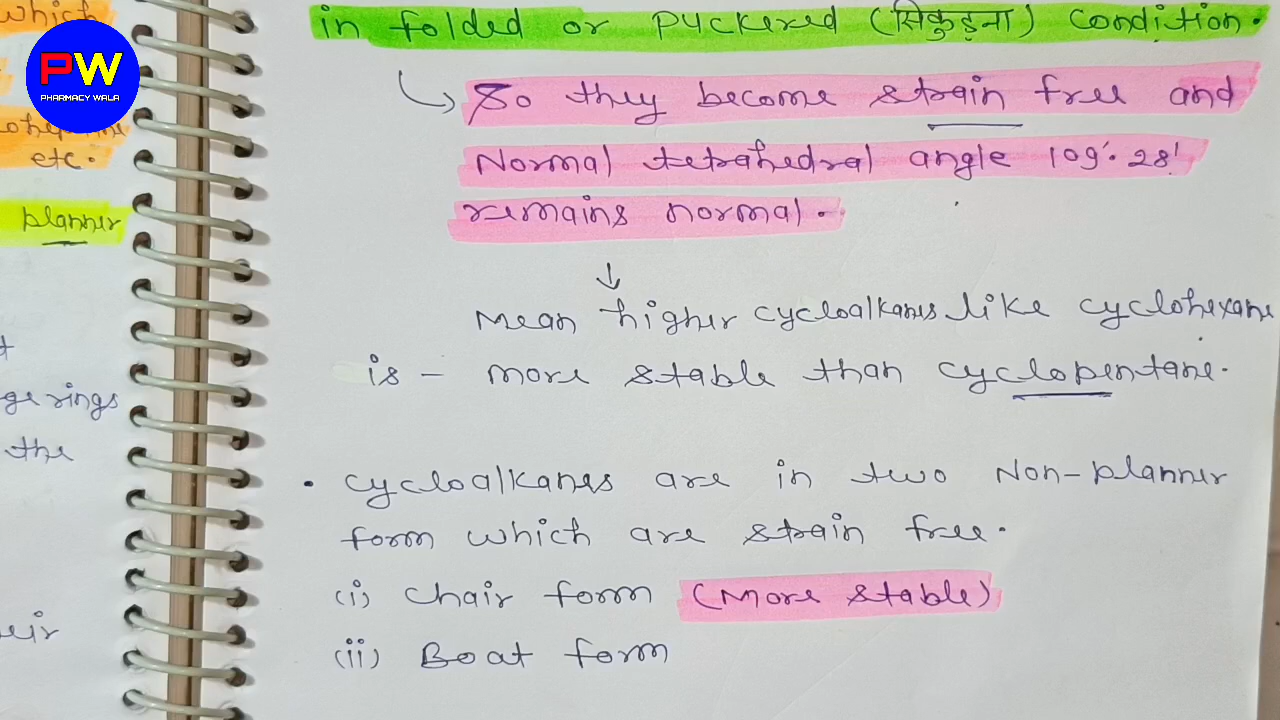 which
PW
PHARMACY WALA
etc.
planner
ge rings
the
in folded or Puckered (सिकुड़ना) Condition.
So they become strain free and
Normal tetrahedral angle 109°.28'
remains normal.
Mean higher cycloalkanes like cyclohexane
is - more stable than cyclopentane.
• cycloalkanes are in two Non-planner
form which are strain free.
(i) Chair form (More stable)
(ii) Boat form